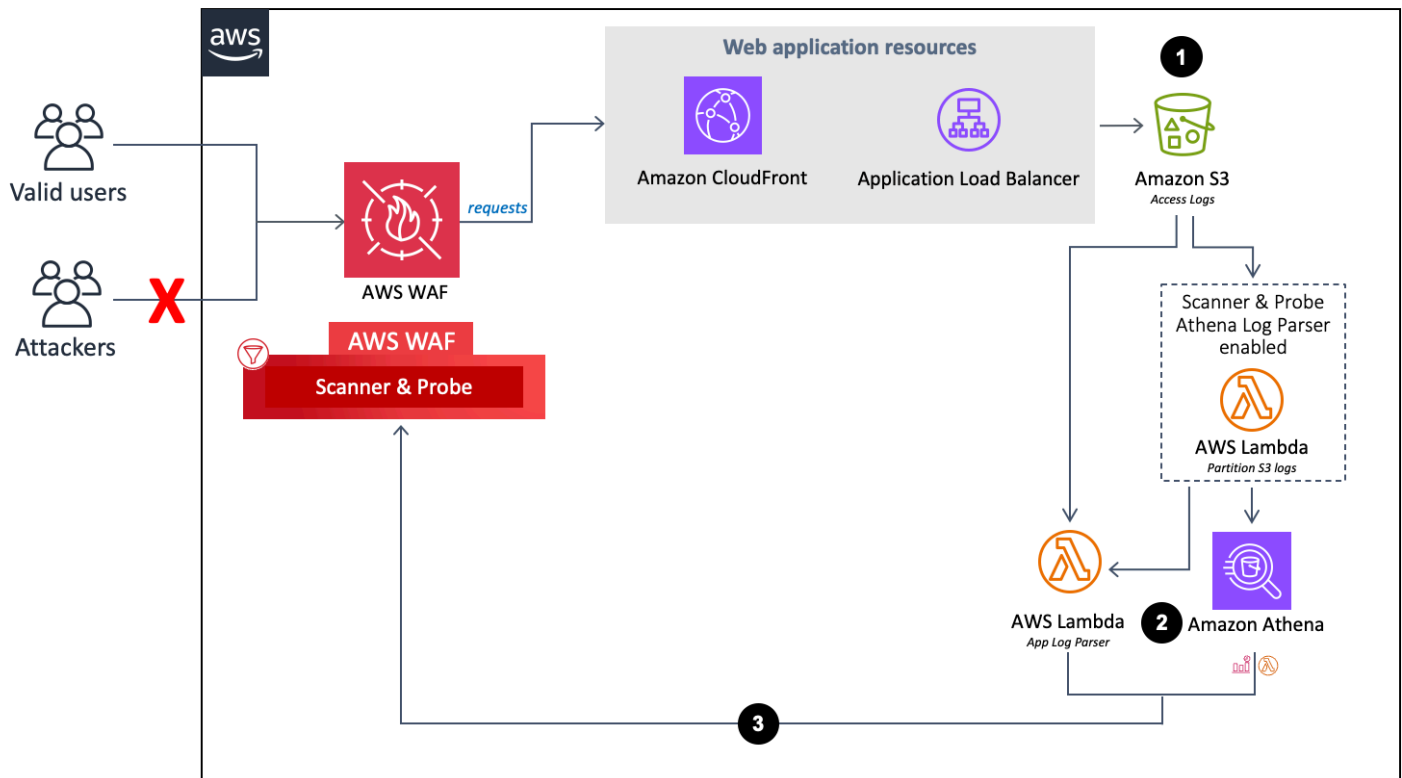 aws
Web application resources
1
Valid users
Amazon CloudFront
Application Load Balancer
Amazon S3
Access Logs
requests
X
Attackers
AWS WAF
AWS WAF
Scanner & Probe
Scanner & Probe
Athena Log Parser
enabled
AWS Lambda
Partition S3 logs
AWS Lambda
App Log Parser
2
Amazon Athena
3